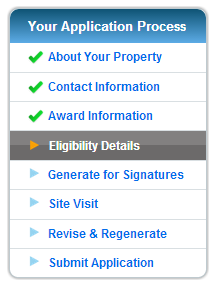 Your Application Process
About Your Property
Contact Information
Award Information
Eligibility Details
Generate for Signatures
Site Visit
Revise & Regenerate
Submit Application